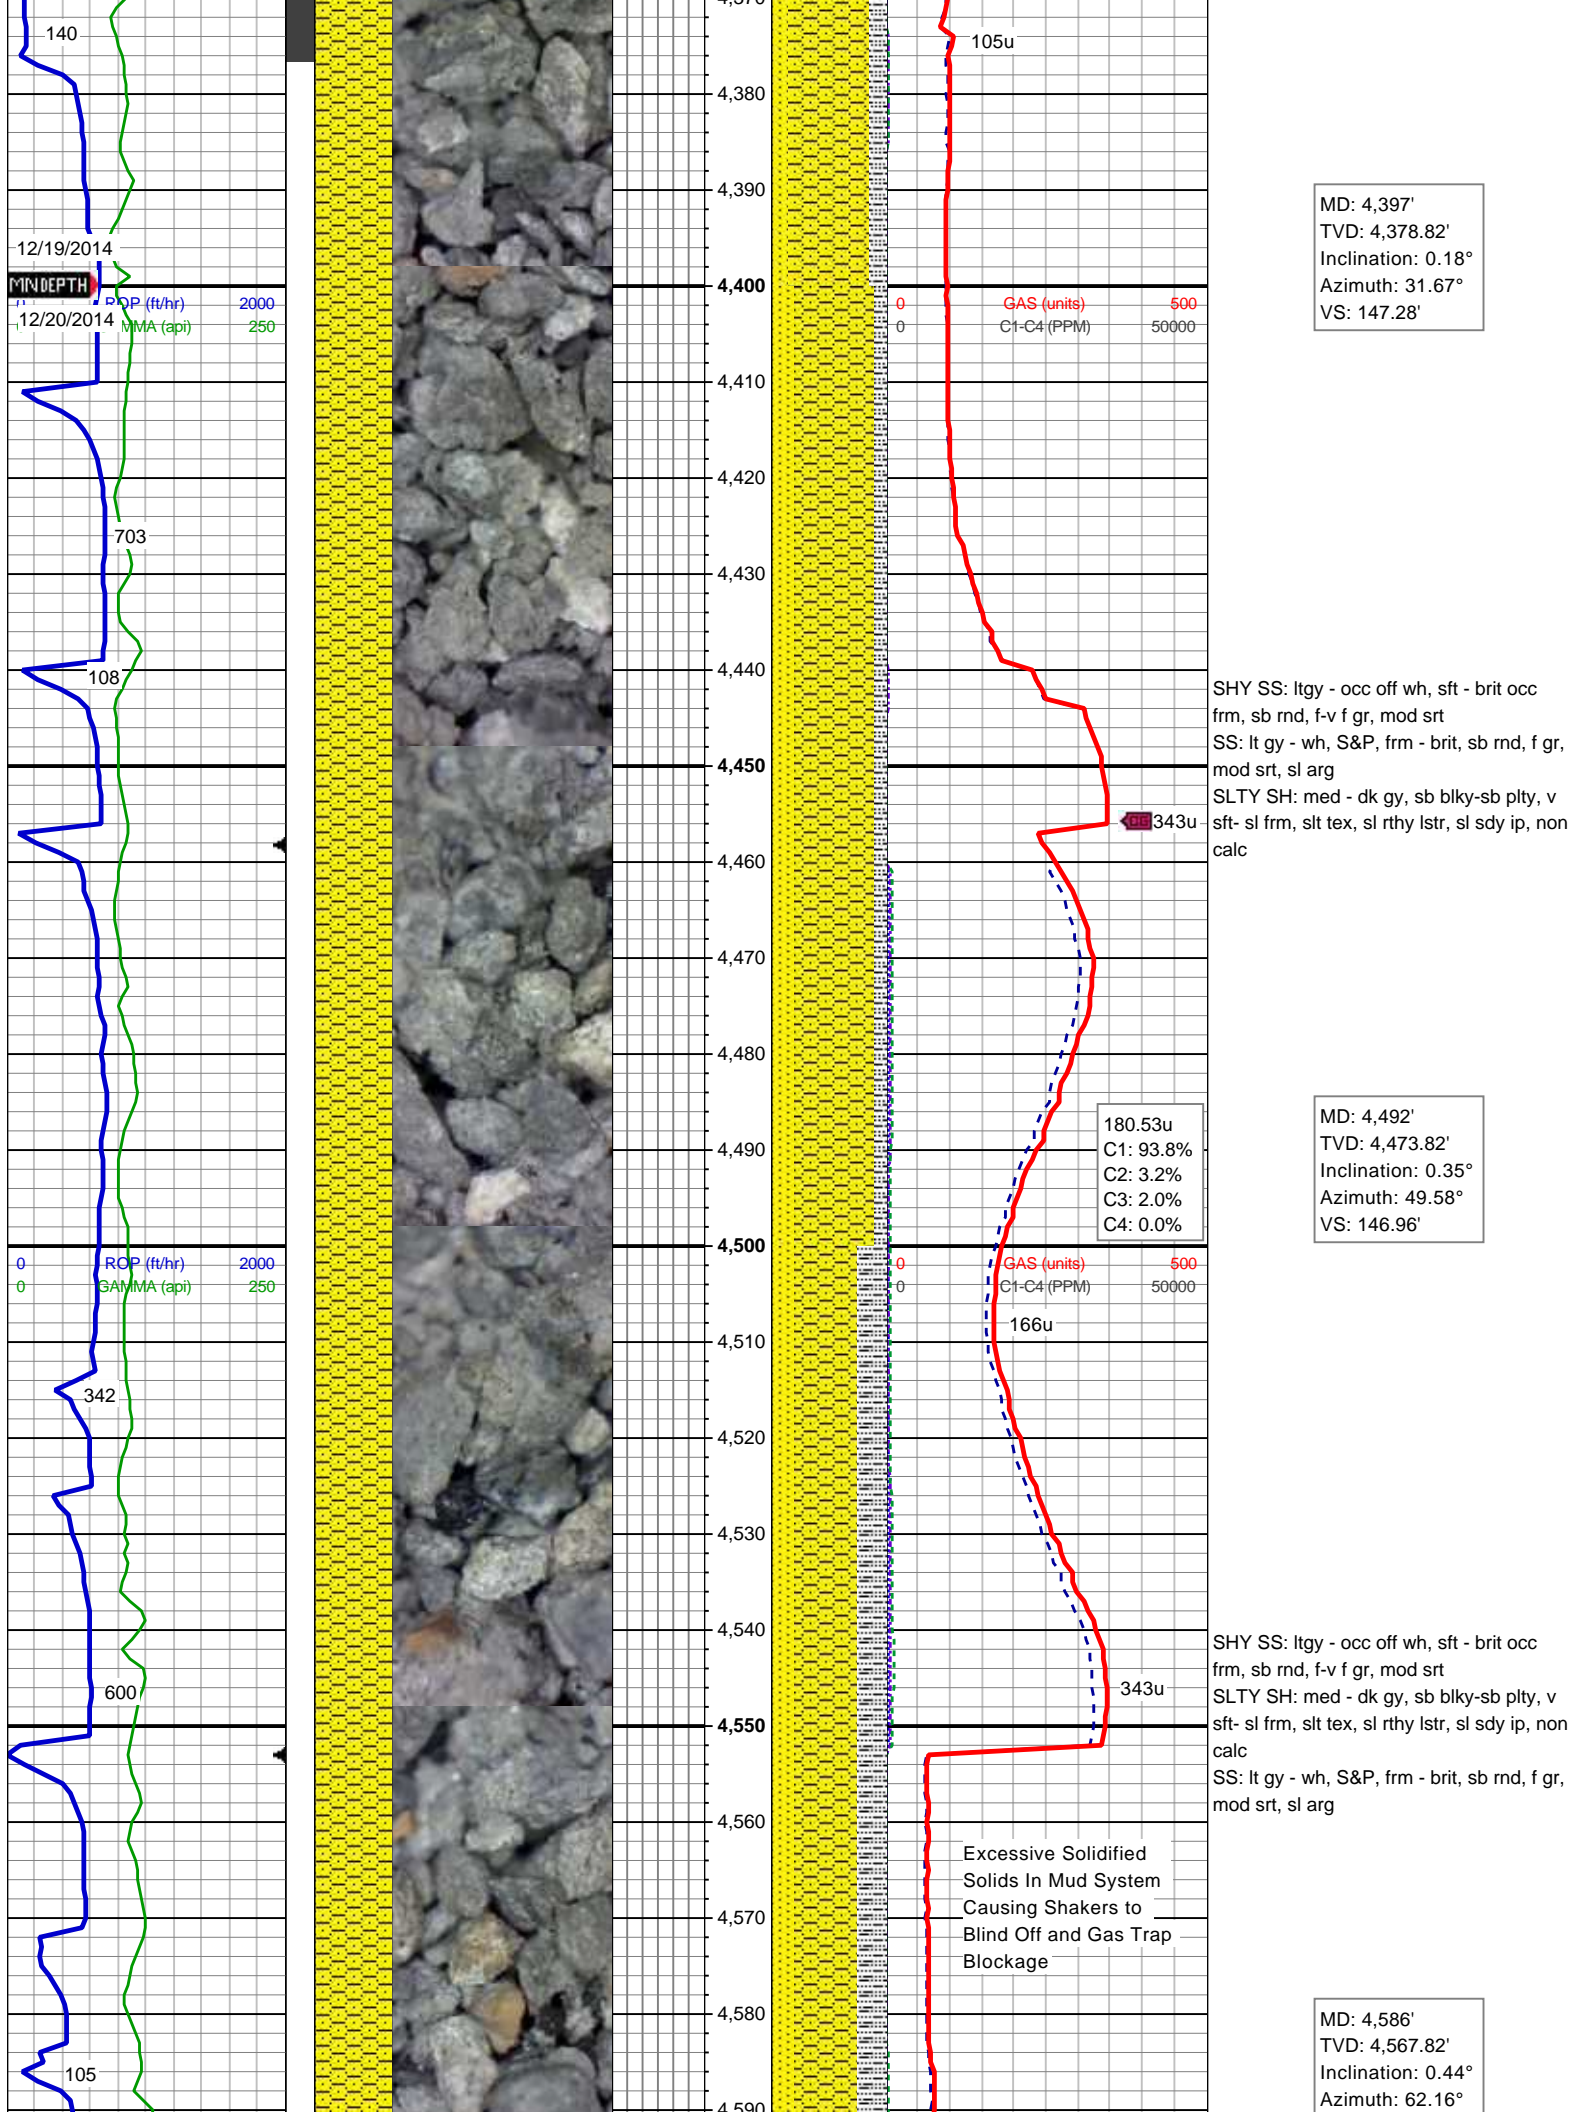 4,370
140
105u
4,380
4,390
MD: 4,397'
TVD: 4,378.82'
Inclination: 0.18°
Azimuth: 31.67°
VS: 147.28'
12/19/2014
MN DEPTH
4,400
ROP (ft/hr) 2000
0 GAS (units) 500
12/20/2014
MMA (api) 250
0 C1-C4 (PPM) 50000
4,410
4,420
703
4,430
4,440
108
SHY SS: ltgy - occ off wh, sft - brit occ
frm, sb rnd, f-v f gr, mod srt
SS: lt gy - wh, S&P, frm - brit, sb rnd, f gr,
mod srt, sl arg
SLTY SH: med - dk gy, sb blky-sb plty, v
sft- sl frm, slt tex, sl rthy lstr, sl sdy ip, non
calc
4,450
CG 343u
4,460
4,470
4,480
4,490
180.53u
C1: 93.8%
C2: 3.2%
C3: 2.0%
C4: 0.0%
MD: 4,492'
TVD: 4,473.82'
Inclination: 0.35°
Azimuth: 49.58°
VS: 146.96'
4,500
0 ROP (ft/hr) 2000
0 GAMMA (api) 250
0 GAS (units) 500
0 C1-C4 (PPM) 50000
4,510
166u
342
4,520
4,530
4,540
SHY SS: ltgy - occ off wh, sft - brit occ
frm, sb rnd, f-v f gr, mod srt
SLTY SH: med - dk gy, sb blky-sb plty, v
sft- sl frm, slt tex, sl rthy lstr, sl sdy ip, non
calc
SS: lt gy - wh, S&P, frm - brit, sb rnd, f gr,
mod srt, sl arg
600
343u
4,550
4,560
Excessive Solidified
Solids In Mud System
Causing Shakers to
Blind Off and Gas Trap
Blockage
4,570
4,580
105
4,590
MD: 4,586'
TVD: 4,567.82'
Inclination: 0.44°
Azimuth: 62.16°